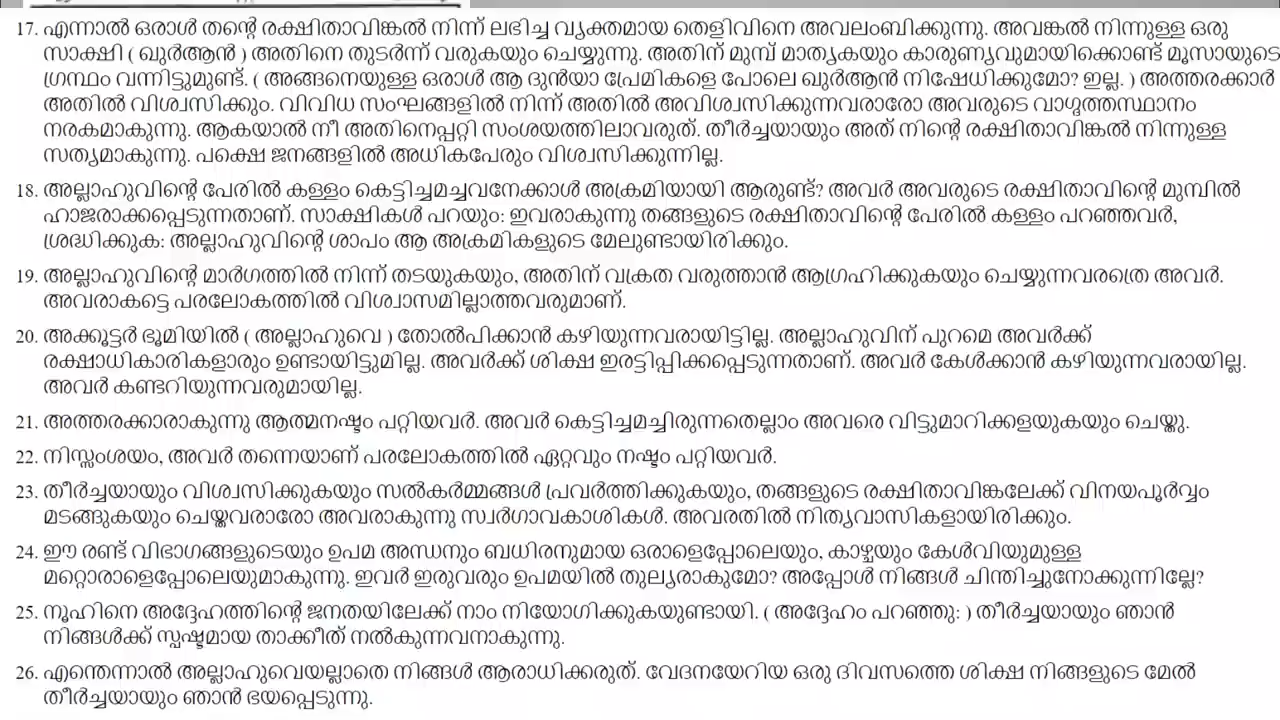 17. എന്നാൽ ഒരാൾ തന്റെ രക്ഷിതാവിങ്കൽ നിന്ന് ലഭിച്ച വ്യക്തമായ തെളിവിനെ അവലംബിക്കുന്നു. അവങ്കൽ നിന്നുള്ള ഒരു
സാക്ഷി ( ഖുർആൻ ) അതിനെ തുടർന്ന് വരുകയും ചെയ്യുന്നു. അതിന് മുമ്പ് മാതൃകയും കാരുണ്യവുമായിക്കൊണ്ട് മൂസായുടെ
ഗ്രന്ഥം വന്നിട്ടുമുണ്ട്. ( അങ്ങനെയുള്ള ഒരാൾ ആ ദുൻയാ പ്രേമികളെ പോലെ ഖുർആൻ നിഷേധിക്കുമോ? ഇല്ല. ) അത്തരക്കാർ
അതിൽ വിശ്വസിക്കും. വിവിധ സംഘങ്ങളിൽ നിന്ന് അതിൽ അവിശ്വസിക്കുന്നവരാരോ അവരുടെ വാഗ്ദത്തസ്ഥാനം
നരകമാകുന്നു. ആകയാൽ നീ അതിനെപ്പറ്റി സംശയത്തിലാവരുത്. തീർച്ചയായും അത് നിന്റെ രക്ഷിതാവിങ്കൽ നിന്നുള്ള
സത്യമാകുന്നു. പക്ഷെ ജനങ്ങളിൽ അധികപേരും വിശ്വസിക്കുന്നില്ല.
18. അല്ലാഹുവിന്റെ പേരിൽ കള്ളം കെട്ടിച്ചമച്ചവനേക്കാൾ അക്രമിയായി ആരുണ്ട്? അവർ അവരുടെ രക്ഷിതാവിന്റെ മുമ്പിൽ
ഹാജരാക്കപ്പെടുന്നതാണ്. സാക്ഷികൾ പറയും: ഇവരാകുന്നു തങ്ങളുടെ രക്ഷിതാവിന്റെ പേരിൽ കള്ളം പറഞ്ഞവർ,
ശ്രദ്ധിക്കുക: അല്ലാഹുവിന്റെ ശാപം ആ അക്രമികളുടെ മേലുണ്ടായിരിക്കും.
19. അല്ലാഹുവിന്റെ മാർഗത്തിൽ നിന്ന് തടയുകയും, അതിന് വക്രത വരുത്താൻ ആഗ്രഹിക്കുകയും ചെയ്യുന്നവരത്രെ അവർ.
അവരാകട്ടെ പരലോകത്തിൽ വിശ്വാസമില്ലാത്തവരുമാണ്.
20. അക്കൂട്ടർ ഭൂമിയിൽ ( അല്ലാഹുവെ ) തോൽപിക്കാൻ കഴിയുന്നവരായിട്ടില്ല. അല്ലാഹുവിന് പുറമെ അവർക്ക്
രക്ഷാധികാരികളാരും ഉണ്ടായിട്ടുമില്ല. അവർക്ക് ശിക്ഷ ഇരട്ടിപ്പിക്കപ്പെടുന്നതാണ്. അവർ കേൾക്കാൻ കഴിയുന്നവരായില്ല.
അവർ കണ്ടറിയുന്നവരുമായില്ല.
21. അത്തരക്കാരാകുന്നു ആത്മനഷ്ടം പറ്റിയവർ. അവർ കെട്ടിച്ചമച്ചിരുന്നതെല്ലാം അവരെ വിട്ടുമാറിക്കളയുകയും ചെയ്തു.
22. നിസ്സംശയം, അവർ തന്നെയാണ് പരലോകത്തിൽ ഏറ്റവും നഷ്ടം പറ്റിയവർ.
23. തീർച്ചയായും വിശ്വസിക്കുകയും സൽകർമ്മങ്ങൾ പ്രവർത്തിക്കുകയും, തങ്ങളുടെ രക്ഷിതാവിങ്കലേക്ക് വിനയപൂർവ്വം
മടങ്ങുകയും ചെയ്തവരാരോ അവരാകുന്നു സ്വർഗാവകാശികൾ. അവരതിൽ നിത്യവാസികളായിരിക്കും.
24. ഈ രണ്ട് വിഭാഗങ്ങളുടെയും ഉപമ അന്ധനും ബധിരനുമായ ഒരാളെപ്പോലെയും, കാഴ്ചയും കേൾവിയുമുള്ള
മറ്റൊരാളെപ്പോലെയുമാകുന്നു. ഇവർ ഇരുവരും ഉപമയിൽ തുല്യരാകുമോ? അപ്പോൾ നിങ്ങൾ ചിന്തിച്ചുനോക്കുന്നില്ലേ?
25. നൂഹിനെ അദ്ദേഹത്തിന്റെ ജനതയിലേക്ക് നാം നിയോഗിക്കുകയുണ്ടായി. ( അദ്ദേഹം പറഞ്ഞു: ) തീർച്ചയായും ഞാൻ
നിങ്ങൾക്ക് സ്പഷ്ടമായ താക്കീത് നൽകുന്നവനാകുന്നു.
26. എന്തെന്നാൽ അല്ലാഹുവെയല്ലാതെ നിങ്ങൾ ആരാധിക്കരുത്. വേദനയേറിയ ഒരു ദിവസത്തെ ശിക്ഷ നിങ്ങളുടെ മേൽ
തീർച്ചയായും ഞാൻ ഭയപ്പെടുന്നു.